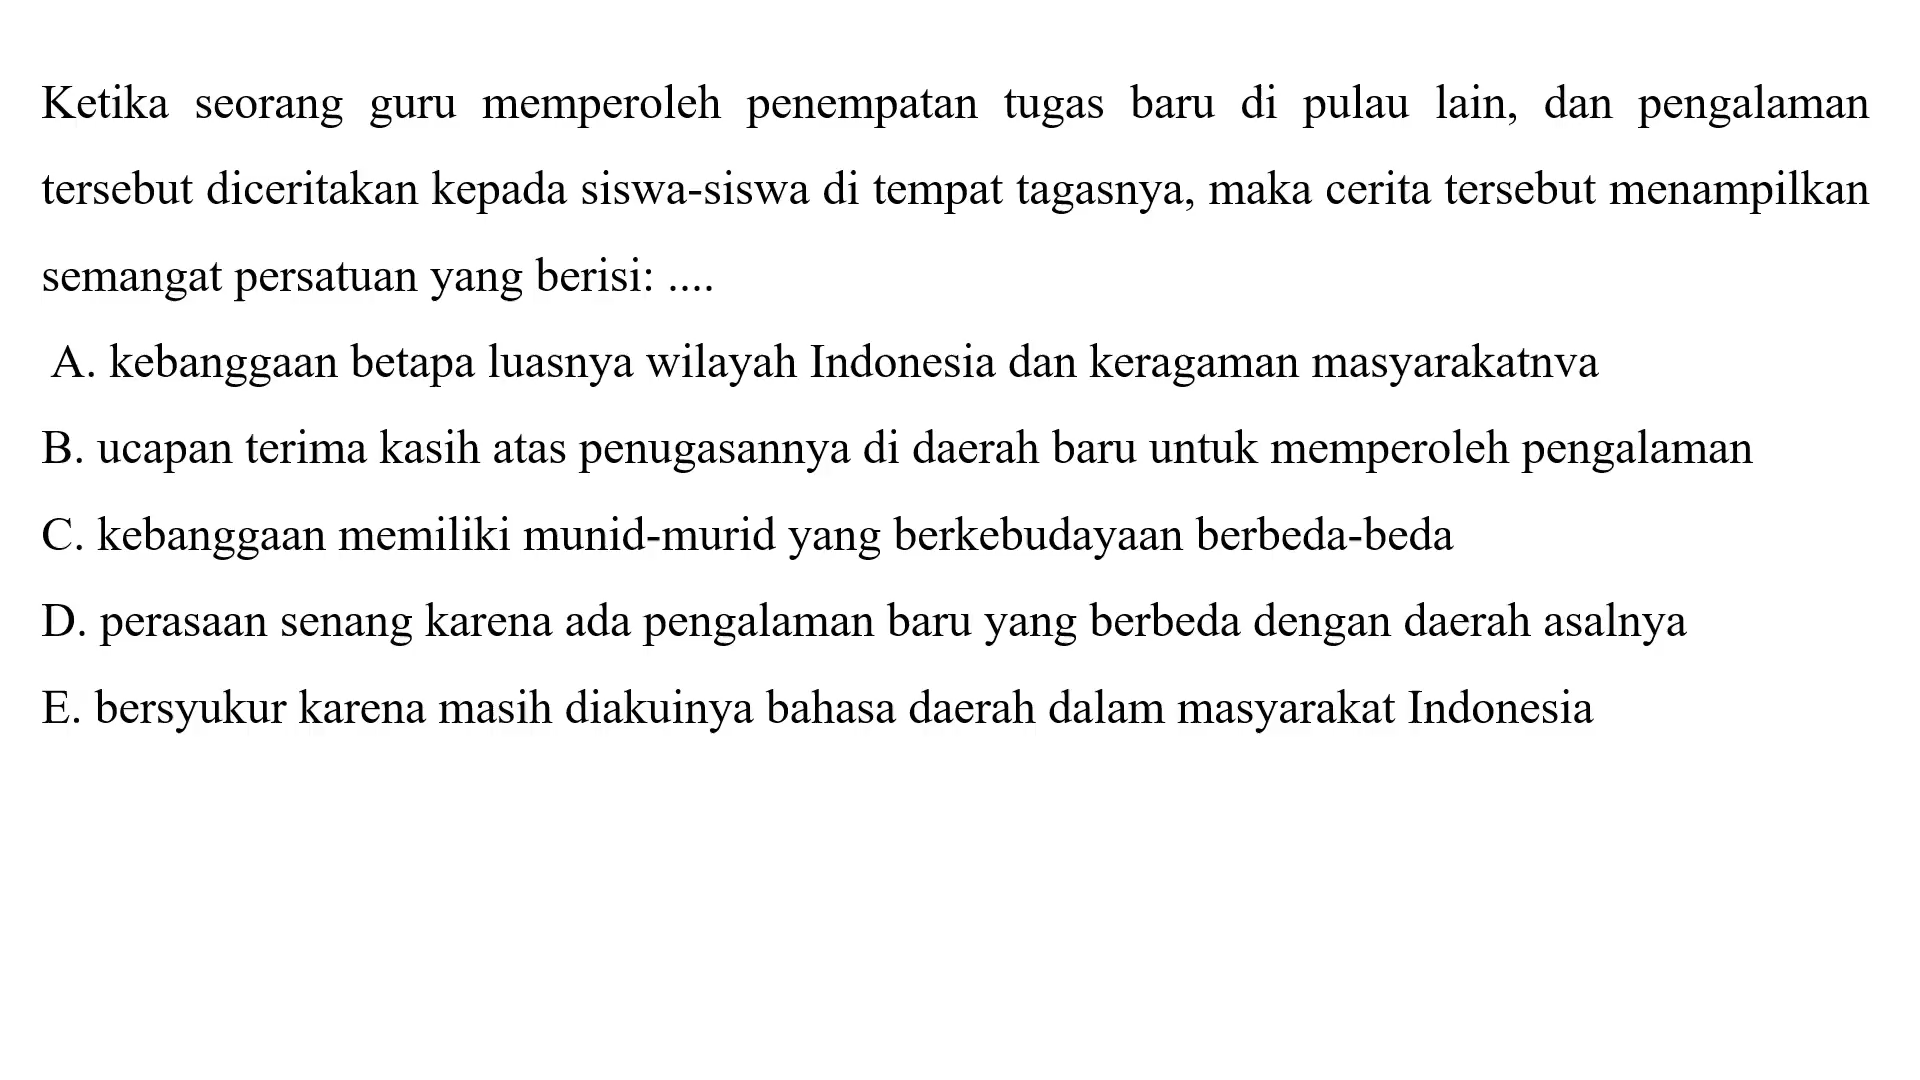 Ketika seorang guru memperoleh penempatan tugas baru di pulau lain, dan pengalaman
tersebut diceritakan kepada siswa-siswa di tempat tagasnya, maka cerita tersebut menampilkan
semangat persatuan yang berisi: ....
A. kebanggaan betapa luasnya wilayah Indonesia dan keragaman masyarakatnva
B. ucapan terima kasih atas penugasannya di daerah baru untuk memperoleh pengalaman
C. kebanggaan memiliki munid-murid yang berkebudayaan berbeda-beda
D. perasaan senang karena ada pengalaman baru yang berbeda dengan daerah asalnya
E. bersyukur karena masih diakuinya bahasa daerah dalam masyarakat Indonesia